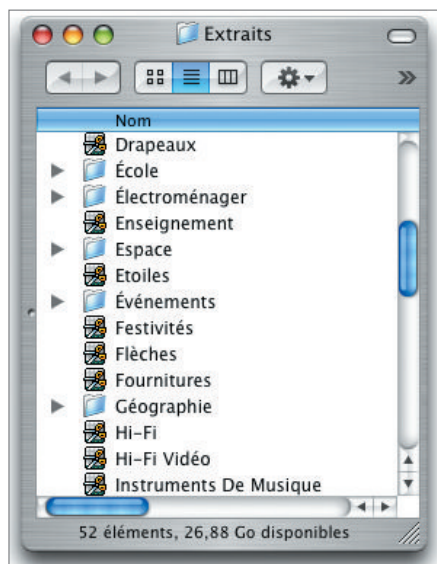 Extraits
Nom
Drapeaux
École
Électroménager
Enseignement
Espace
Etoiles
Événements
Festivités
Flèches
Fournitures
Géographie
Hi-Fi
Hi-Fi Vidéo
Instruments De Musique
52 éléments, 26,88 Go disponibles